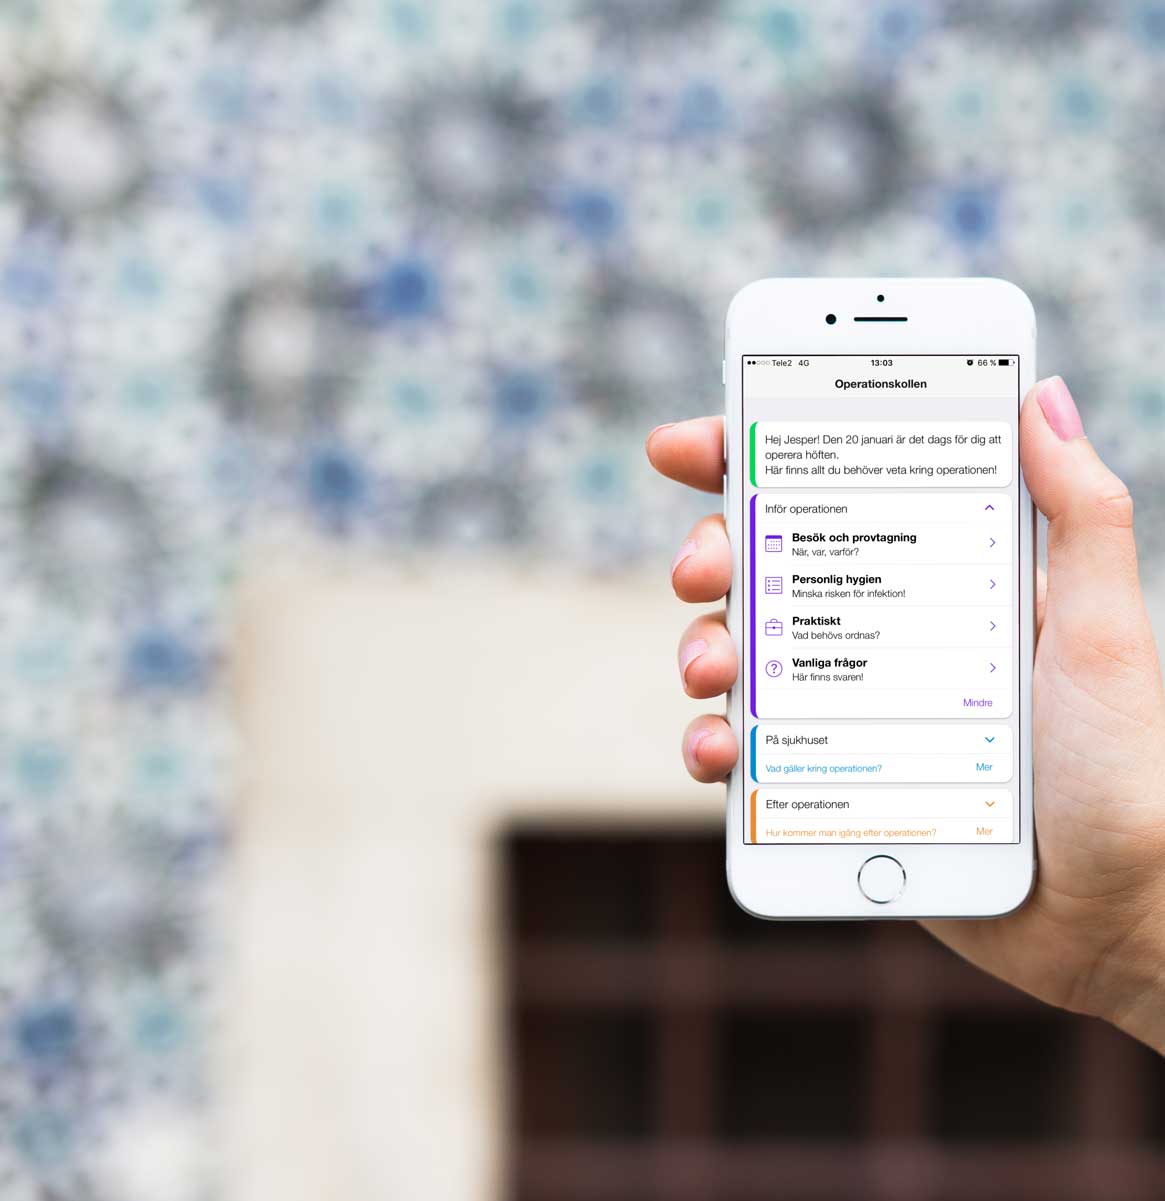 Tele2 4G 13:03 66 %
Operationskollen
Hej Jesper! Den 20 januari är det dags för dig att
operera höften.
Här finns allt du behöver veta kring operationen!
Inför operationen
Besök och provtagning
När, var, varför?
Personlig hygien
Minska risken för infektion!
Praktiskt
Vad behövs ordnas?
?
Vanliga frågor
Här finns svaren!
Mindre
På sjukhuset
Vad gäller kring operationen? Mer
Efter operationen
Hur kommer man igång efter operationen? Mer